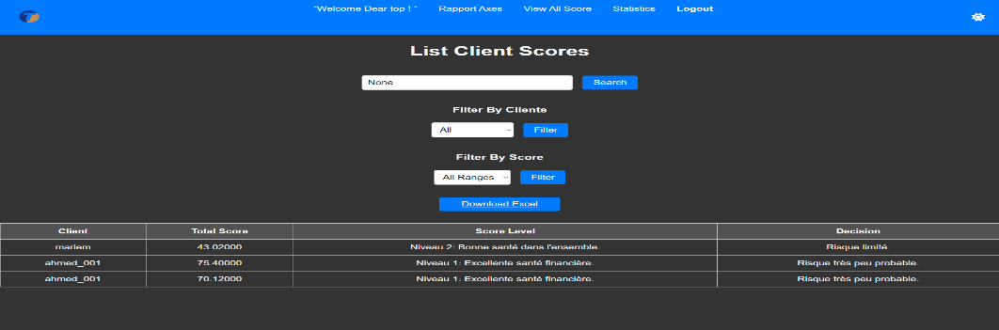 "Welcome Dear top ! " Rapport Axes View All Score Statistics Logout
List Client Scores
None Search
Filter By Clients
All Filter
Filter By Score
All Ranges Filter
Download Excel
Client Total Score Score Level Decision
mariem 43.02000 Niveau 2: Bonne santé dans l'ensemble Risque limité
ahmed_001 75.40000 Niveau 1: Excellente santé financière. Risque très peu probable.
ahmed_001 70.12000 Niveau 1: Excellente santé financière. Risque très peu probable.